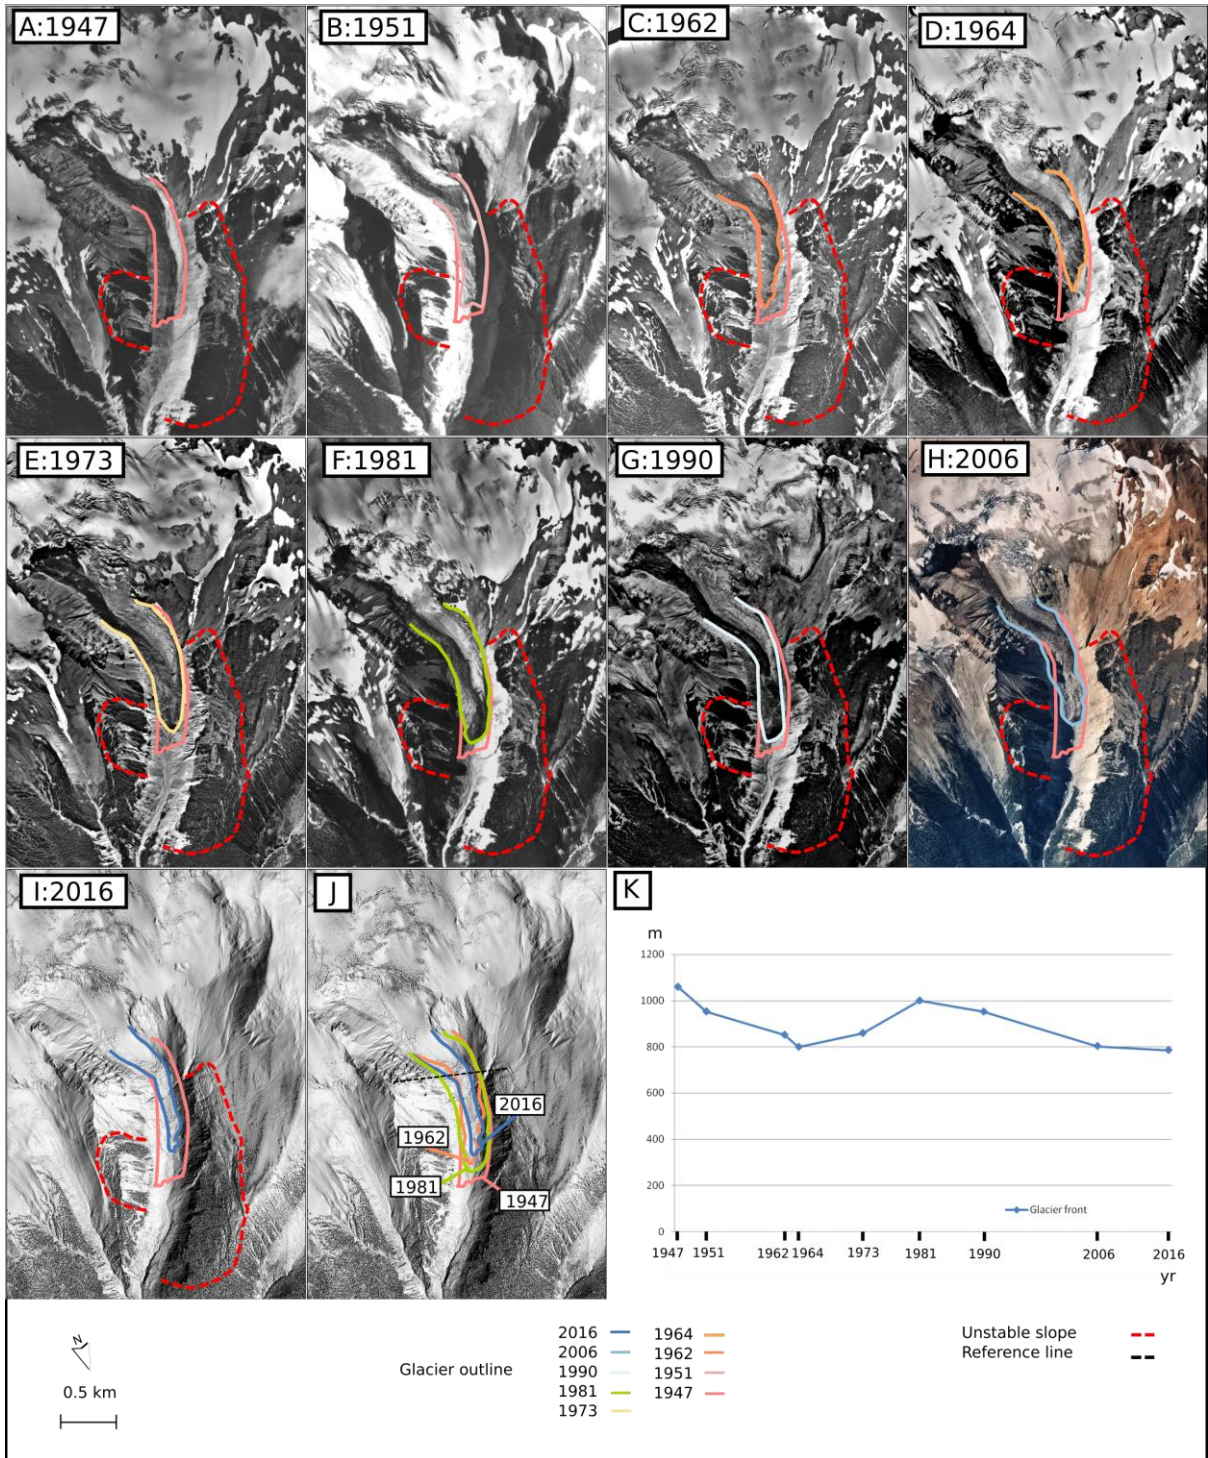 A:1947
B:1951
C:1962
D:1964
E:1973
F:1981
G:1990
H:2006
I:2016
J
1962
1981
2016
1947
K
m
1200
1000
800
600
400
200
0
Glacier front
1947 1951 1962 1964 1973 1981 1990 2006 2016
yr
N
0.5 km
Glacier outline
2016
2006
1990
1981
1973
1964
1962
1951
1947
Unstable slope
Reference line